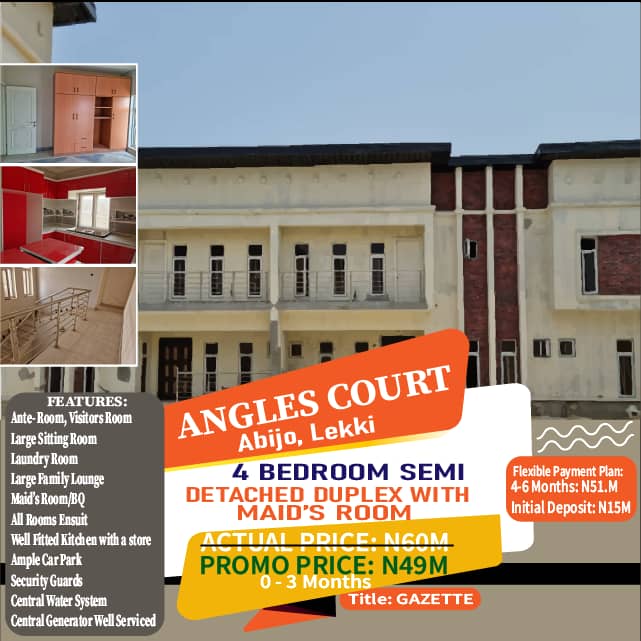 ANGLES COURT
Abijo, Lekki
4 BEDROOM SEMI
DETACHED DUPLEX WITH
MAID'S ROOM
ACTUAL PRICE: N60M
PROMO PRICE: N49M
0 - 3 Months
Title: GAZETTE
Flexible Payment Plan:
4-6 Months: N51.M
Initial Deposit: N15M
FEATURES:
Ante- Room, Visitors Room
Large Sitting Room
Laundry Room
Large Family Lounge
Maid's Room/BQ
All Rooms Ensuit
Well Fitted Kitchen with a store
Ample Car Park
Security Guards
Central Water System
Central Generator Well Serviced